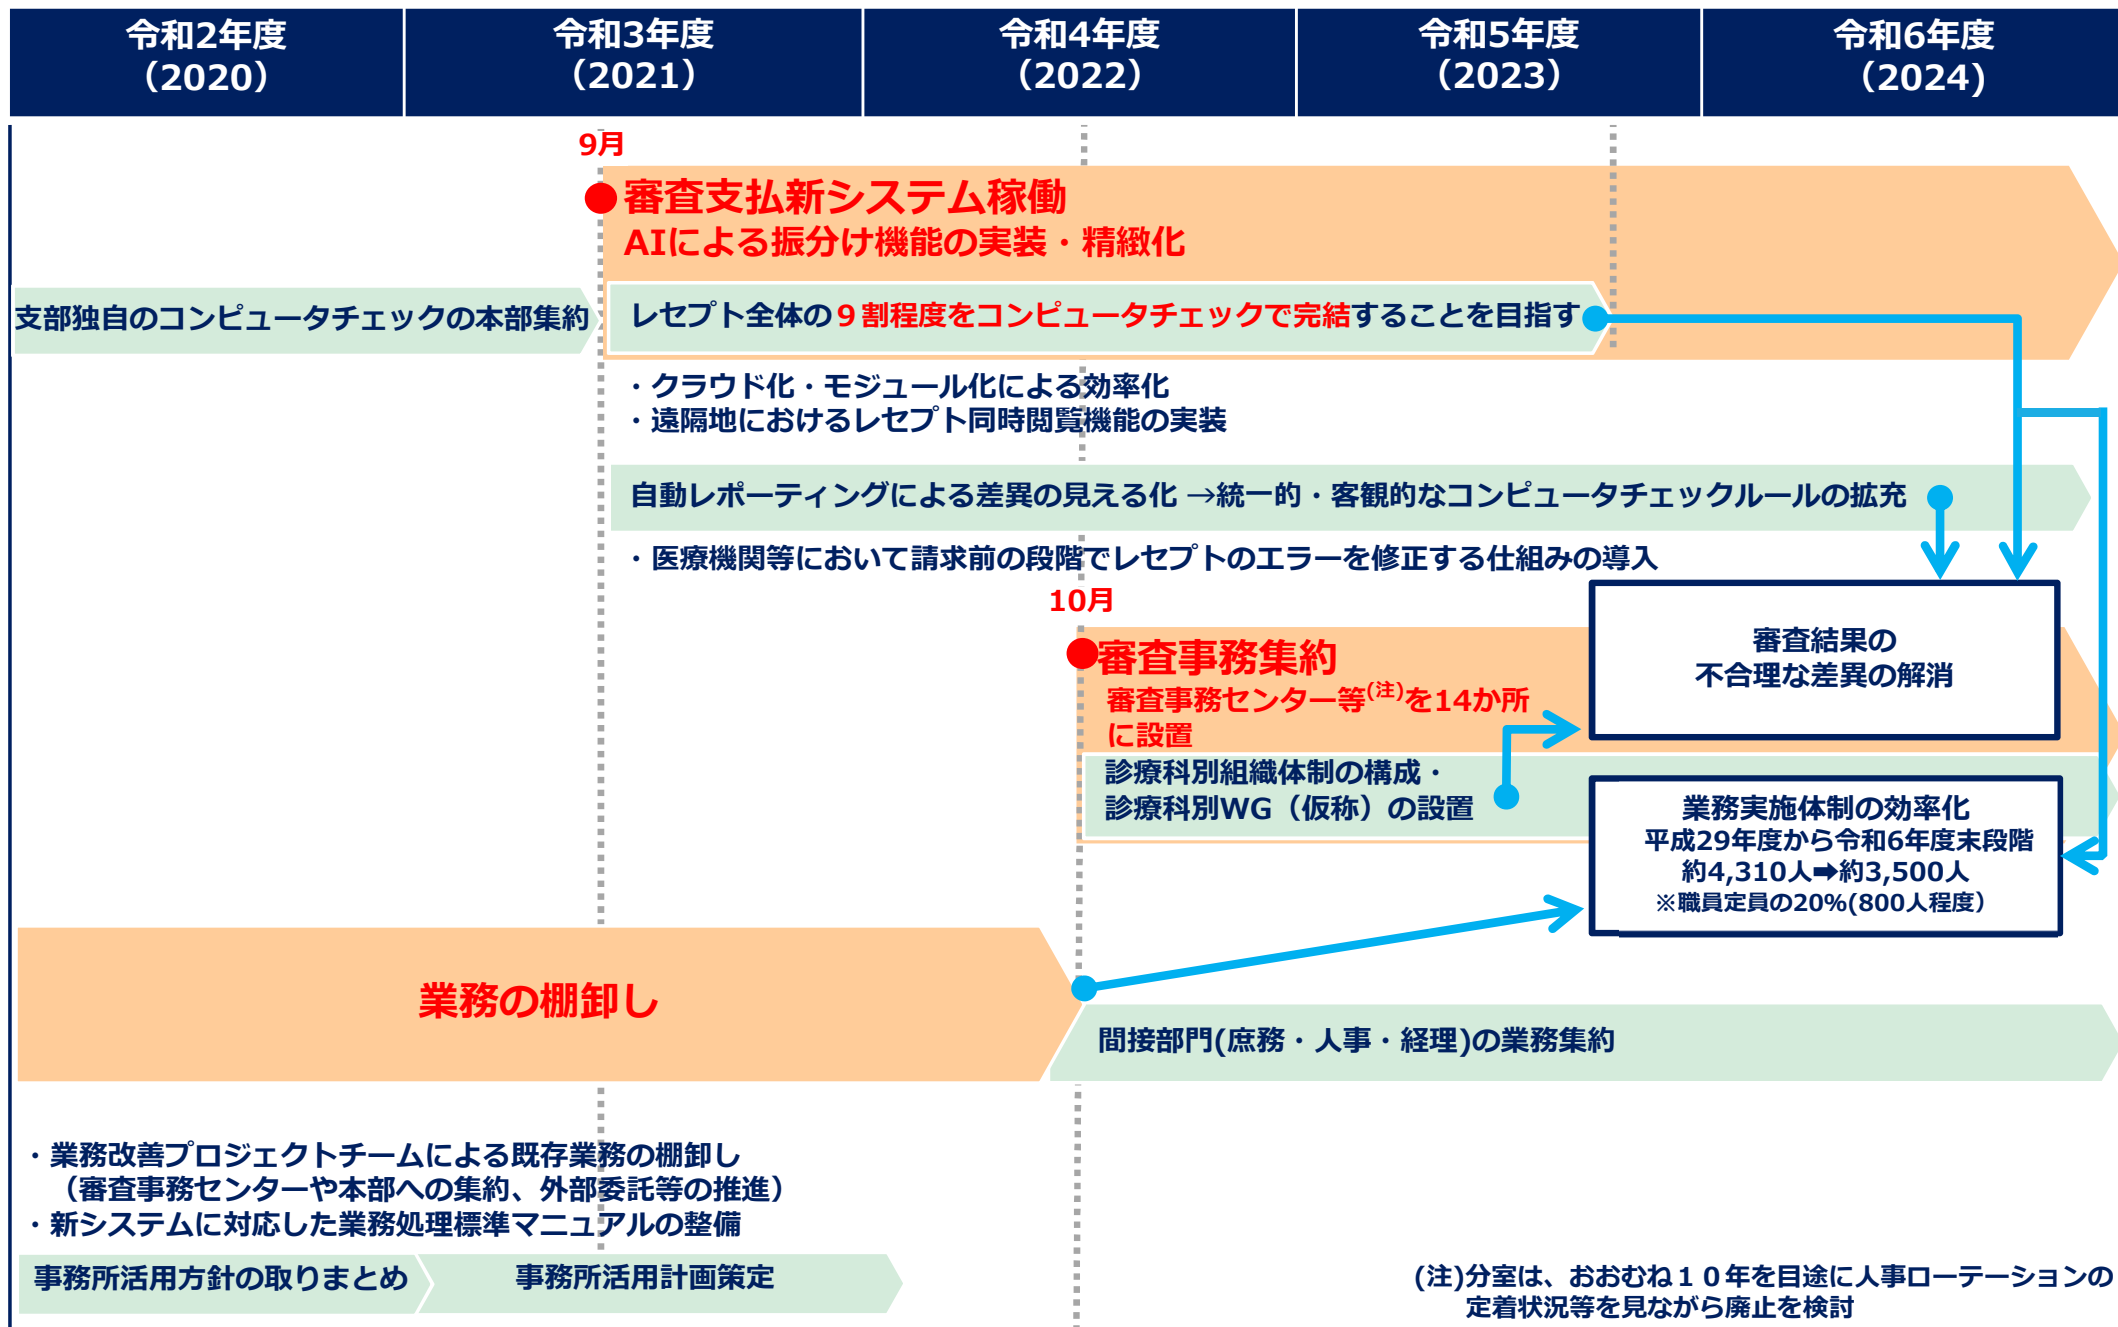 令和2年度
（2020）
令和3年度
（2021）
令和4年度
（2022）
令和5年度
（2023）
令和6年度
（2024）
9月
審査支払新システム稼働
AIによる振分け機能の実装・精緻化
支部独自のコンピュータチェックの本部集約
レセプト全体の９割程度をコンピュータチェックで完結することを目指す
・クラウド化・モジュール化による効率化
・遠隔地におけるレセプト同時閲覧機能の実装
自動レポーティングによる差異の見える化 →統一的・客観的なコンピュータチェックルールの拡充
・医療機関等において請求前の段階でレセプトのエラーを修正する仕組みの導入
10月
審査事務集約
審査事務センター等(注)を14か所
に設置
診療科別組織体制の構成・
診療科別WG（仮称）の設置
審査結果の
不合理な差異の解消
業務実施体制の効率化
平成29年度から令和6年度末段階
約4,310人➡約3,500人
※職員定員の20%(800人程度）
業務の棚卸し
間接部門(庶務・人事・経理)の業務集約
・業務改善プロジェクトチームによる既存業務の棚卸し
（審査事務センターや本部への集約、外部委託等の推進）
・新システムに対応した業務処理標準マニュアルの整備
事務所活用方針の取りまとめ
事務所活用計画策定
(注)分室は、おおむね１０年を目途に人事ローテーションの
定着状況等を見ながら廃止を検討